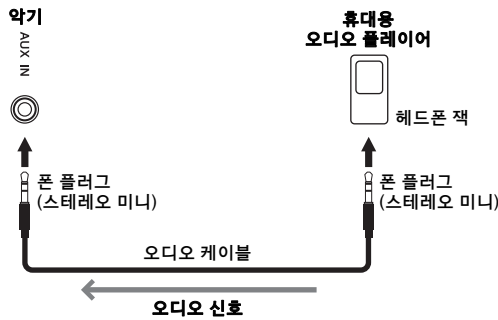 악기
AUX IN
휴대용
오디오 플레이어
헤드폰 잭
폰 플러그
(스테레오 미니)
폰 플러그
(스테레오 미니)
오디오 케이블
오디오 신호